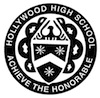 HOLLYWOOD HIGH SCHOOL
ACHIEVE THE HONORABLE